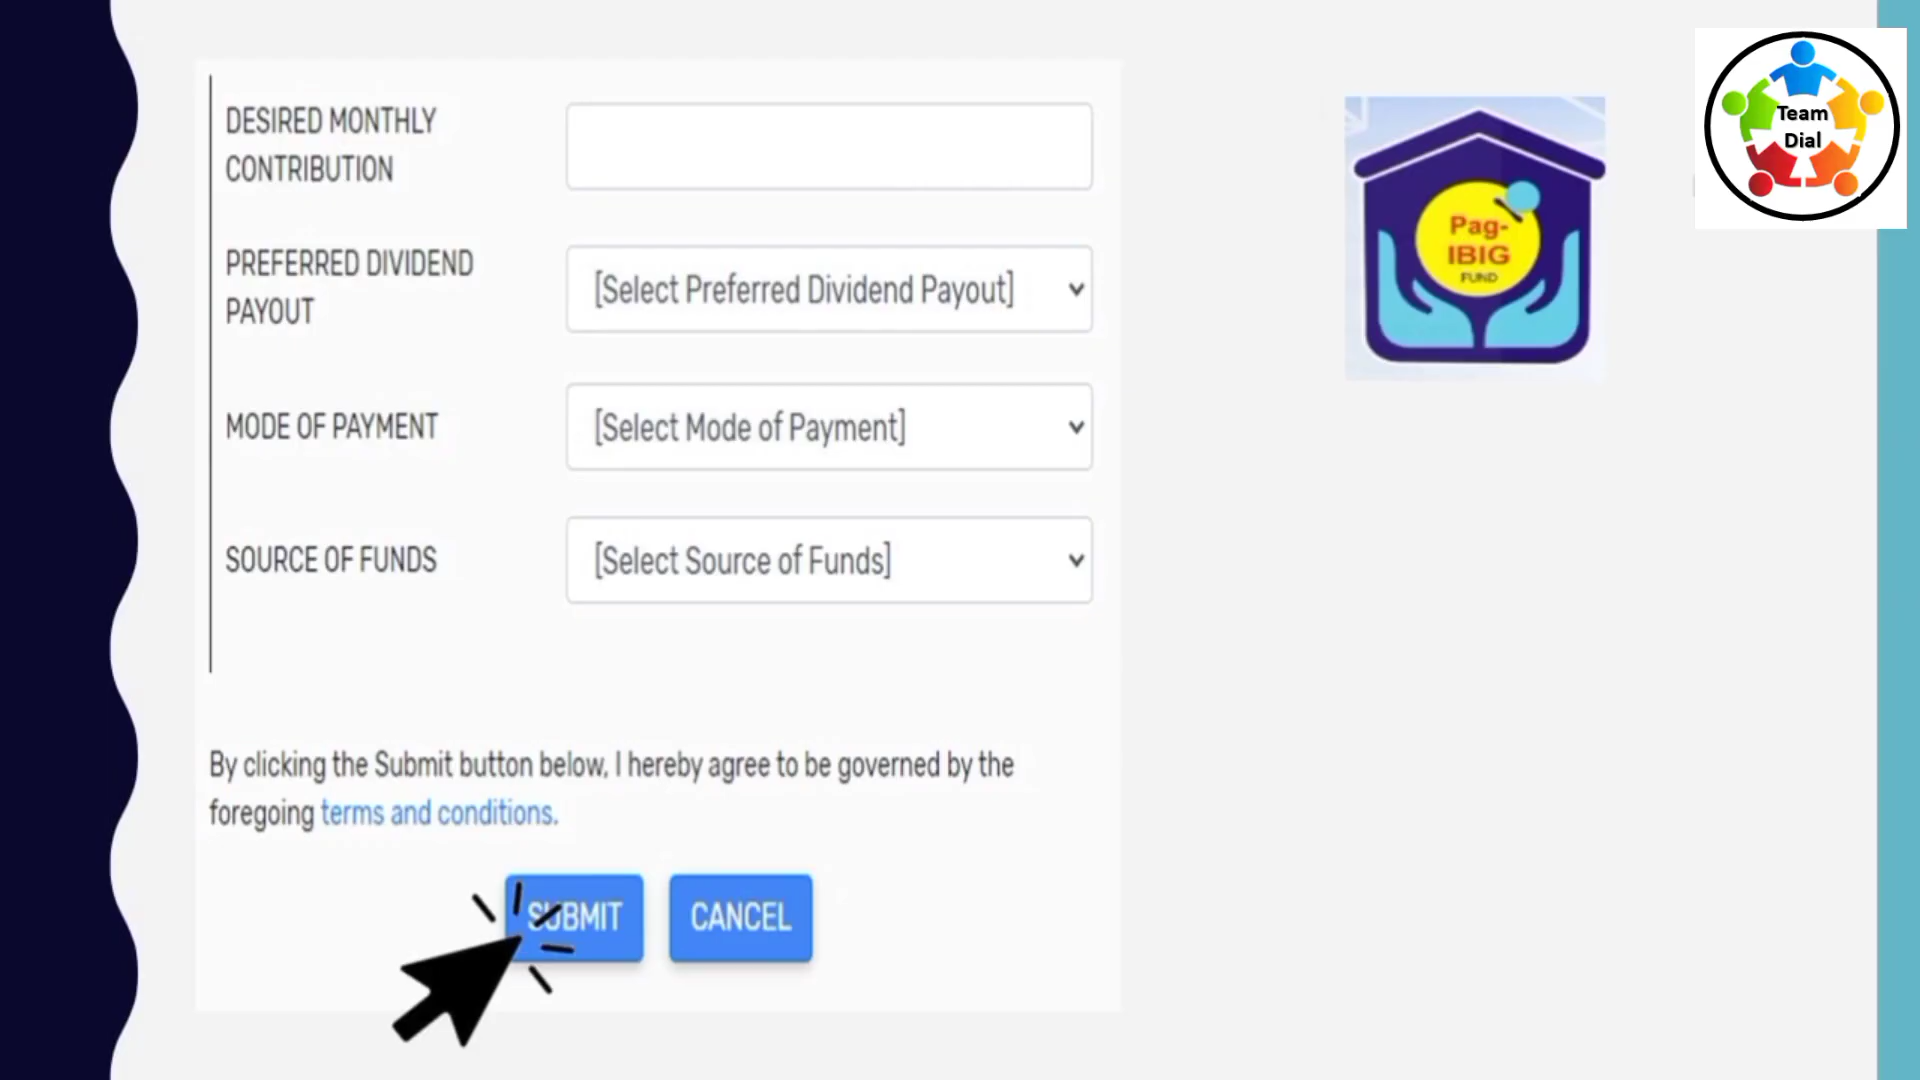 DESIRED MONTHLY
CONTRIBUTION
PREFERRED DIVIDEND
PAYOUT
[Select Preferred Dividend Payout]
MODE OF PAYMENT
[Select Mode of Payment]
SOURCE OF FUNDS
[Select Source of Funds]
By clicking the Submit button below, I hereby agree to be governed by the
foregoing terms and conditions.
SUBMIT
CANCEL
Pag-
IBIG
FUND
Team
Dial